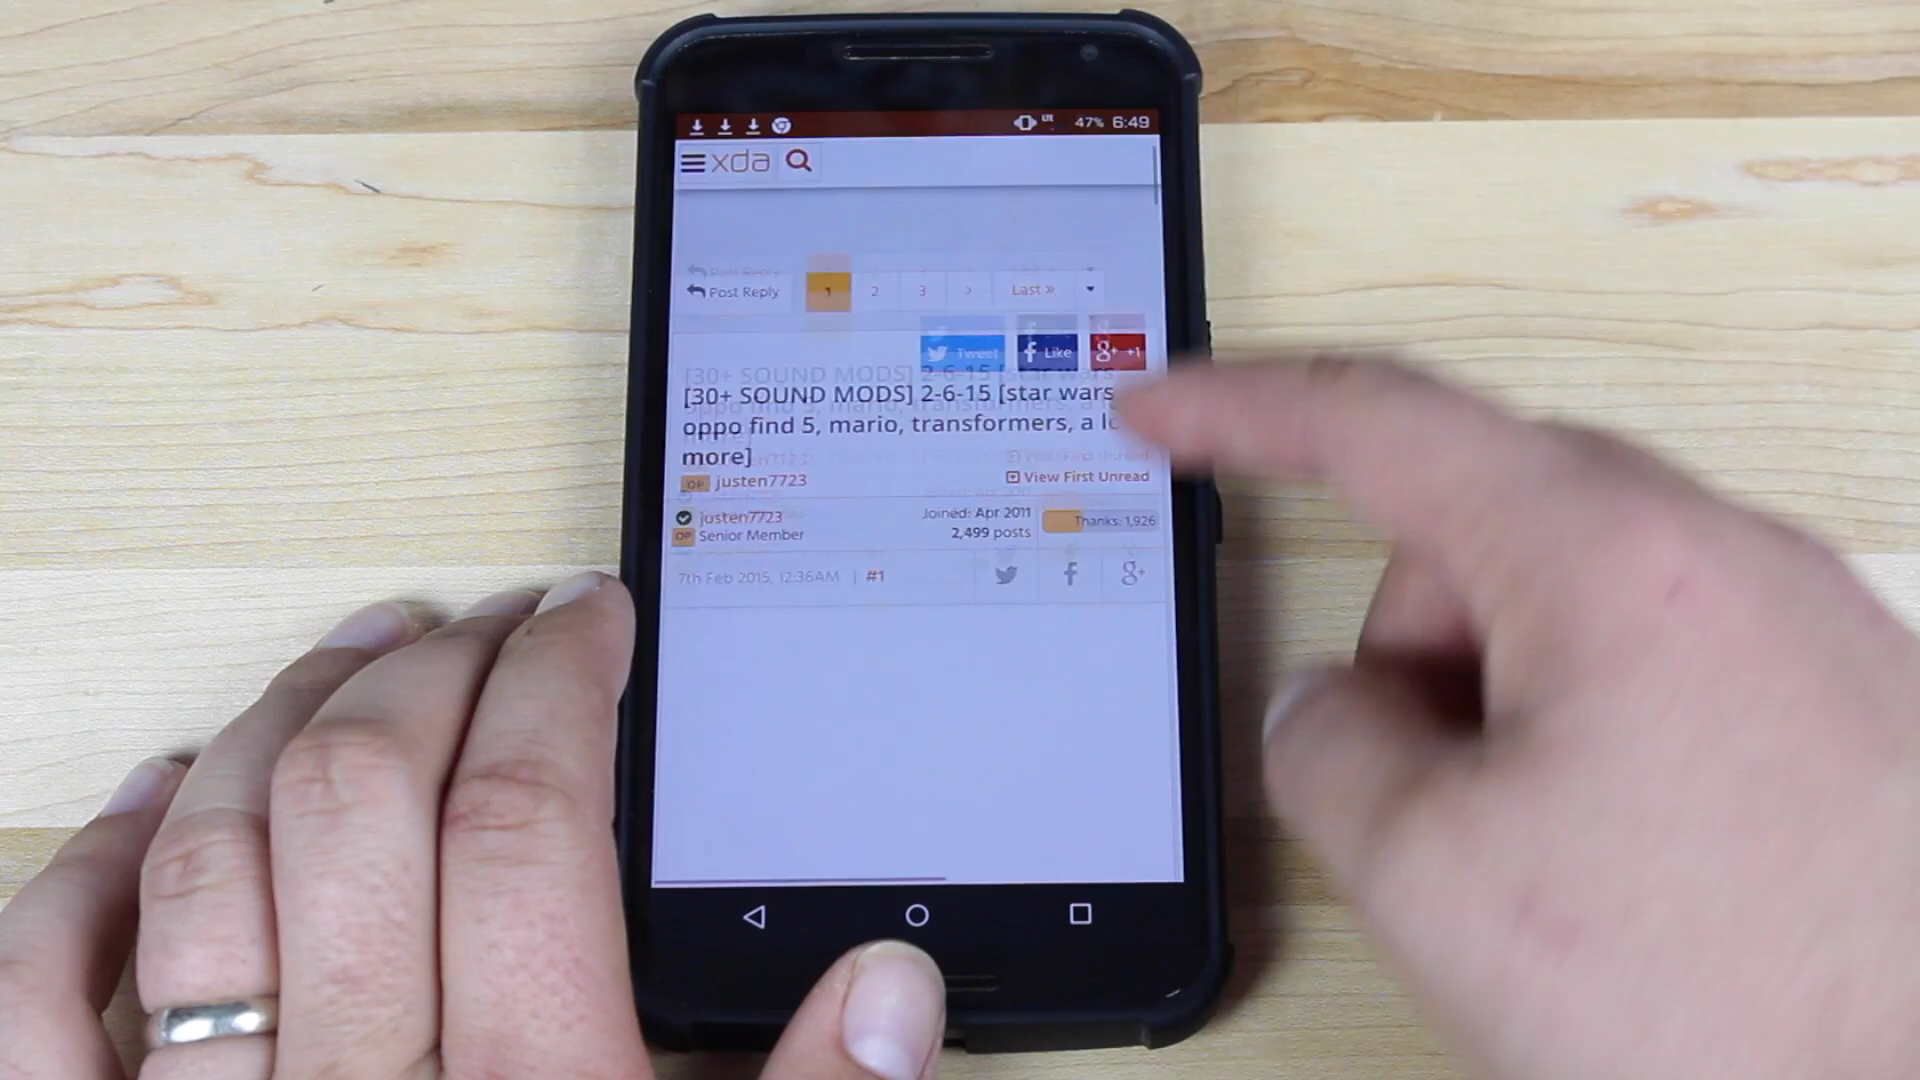 LTE 47% 6:49
xda
Post Reply 1 2 3 › Last »
Tweet Like g+ +1
[30+ SOUND MODS] 2-6-15 [star wars
oppo find 5, mario, transformers, a
more]
OP justen7723 View First Unread
justen7723 Joined: Apr 2011 Thanks: 1,926
OP Senior Member 2,499 posts
7th Feb 2015, 12:36AM | #1 g+